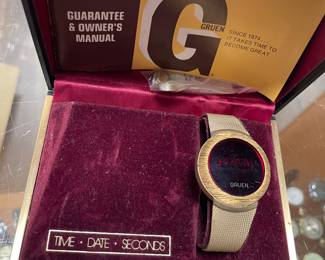 GUARANTEE
& OWNER'S
MANUAL
G
GRUEN
SINCE 1874
IT TAKES TIME TO
BECOME GREAT
GRUEN
TIME • DATE • SECONDS